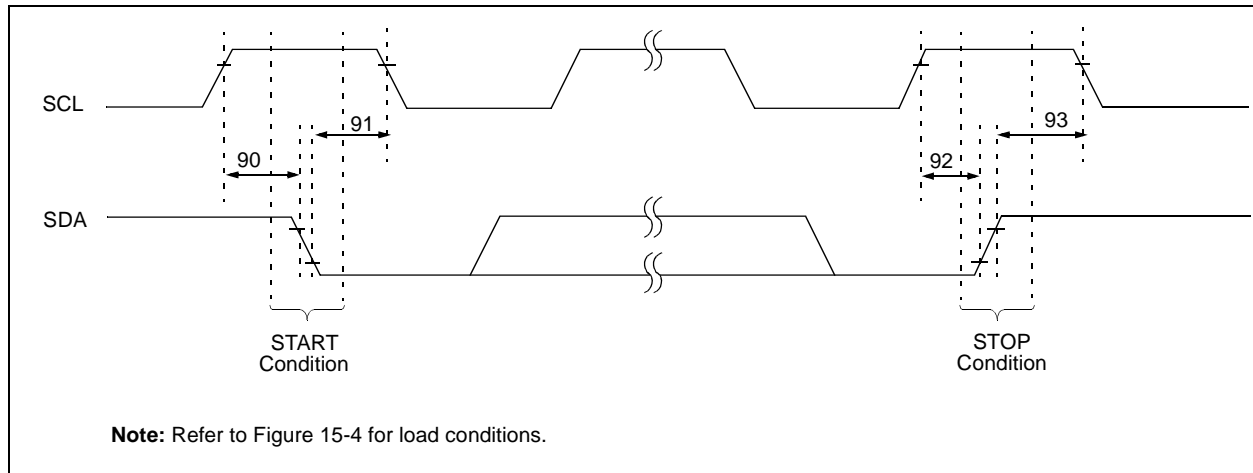 SCL
91
93
90
92
SDA
START
Condition
STOP
Condition
Note: Refer to Figure 15-4 for load conditions.